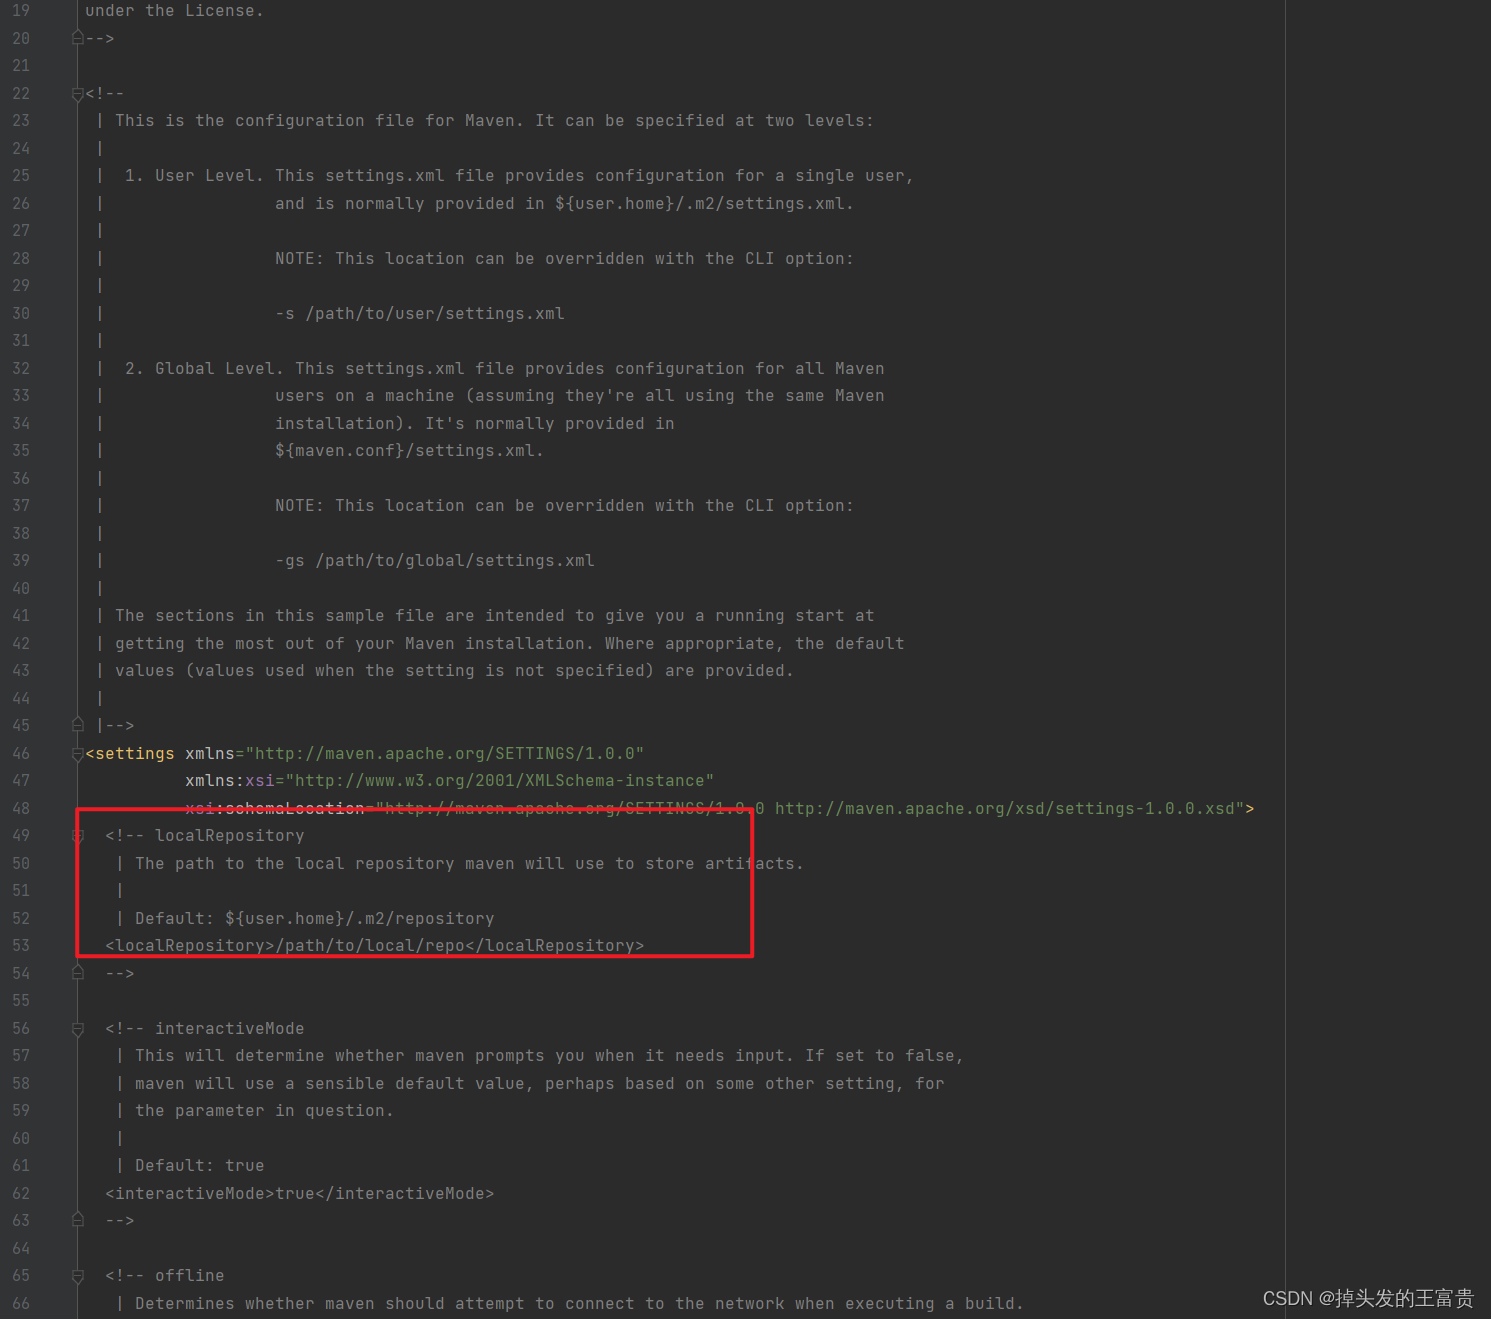 19 under the License.
20 -->
21
22 <!--
23 | This is the configuration file for Maven. It can be specified at two levels:
24 |
25 | 1. User Level. This settings.xml file provides configuration for a single user,
26 | and is normally provided in ${user.home}/.m2/settings.xml.
27 |
28 | NOTE: This location can be overridden with the CLI option:
29 |
30 | -s /path/to/user/settings.xml
31 |
32 | 2. Global Level. This settings.xml file provides configuration for all Maven
33 | users on a machine (assuming they're all using the same Maven
34 | installation). It's normally provided in
35 | ${maven.conf}/settings.xml.
36 |
37 | NOTE: This location can be overridden with the CLI option:
38 |
39 | -gs /path/to/global/settings.xml
40 |
41 | The sections in this sample file are intended to give you a running start at
42 | getting the most out of your Maven installation. Where appropriate, the default
43 | values (values used when the setting is not specified) are provided.
44 |
45 |-->
46 <settings xmlns="http://maven.apache.org/SETTINGS/1.0.0"
47 xmlns:xsi="http://www.w3.org/2001/XMLSchema-instance"
48 xsi:schemaLocation="http://maven.apache.org/SETTINGS/1.0.0 http://maven.apache.org/xsd/settings-1.0.0.xsd">
49 <!-- localRepository
50 | The path to the local repository maven will use to store artifacts.
51 |
52 | Default: ${user.home}/.m2/repository
53 <localRepository>/path/to/local/repo</localRepository>
54 -->
55
56 <!-- interactiveMode
57 | This will determine whether maven prompts you when it needs input. If set to false,
58 | maven will use a sensible default value, perhaps based on some other setting, for
59 | the parameter in question.
60 |
61 | Default: true
62 <interactiveMode>true</interactiveMode>
63 -->
64
65 <!-- offline
66 | Determines whether maven should attempt to connect to the network when executing a build.
CSDN @掉头发的王富贵